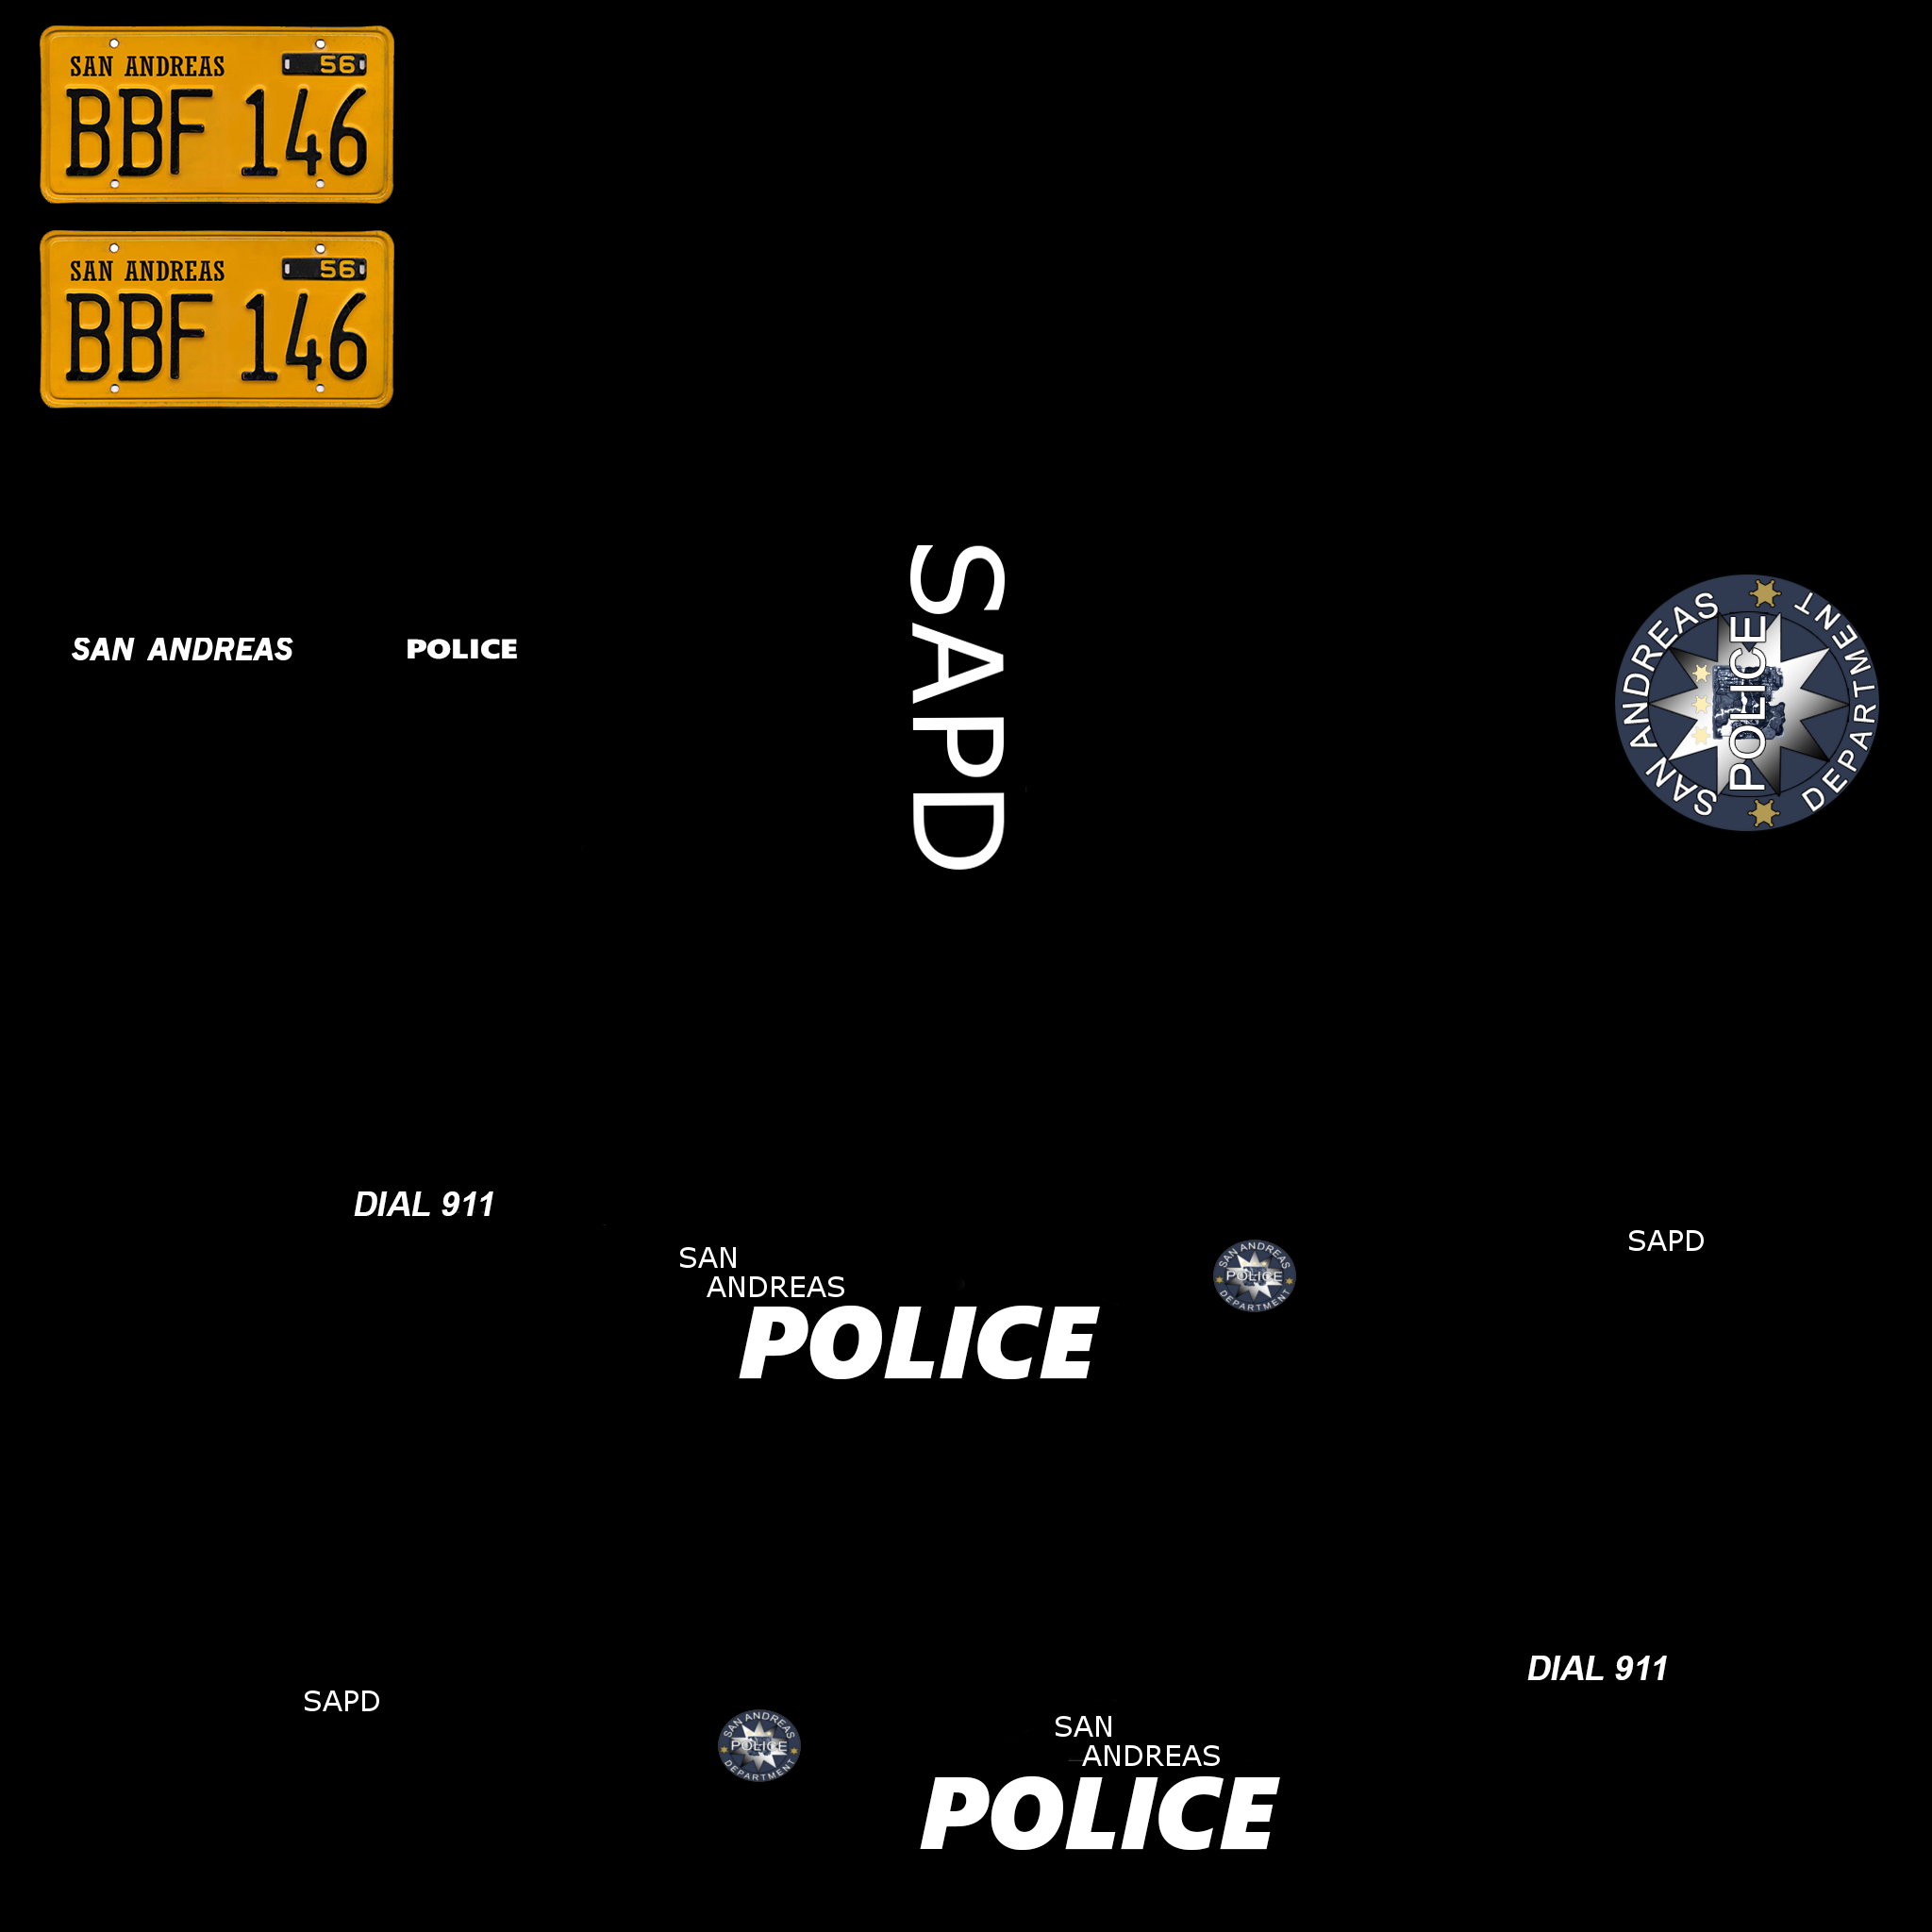 SAN ANDREAS 56
BBF 146
SAN ANDREAS 56
BBF 146
SAPD
SAN ANDREAS
POLICE
DEPARTMENT
SAN ANDREAS POLICE
DIAL 911
SAPD
SAN
ANDREAS
POLICE
SAN ANDREAS
POLICE
DEPARTMENT
DIAL 911
SAPD
SAN ANDREAS
POLICE
DEPARTMENT
SAN
ANDREAS
POLICE